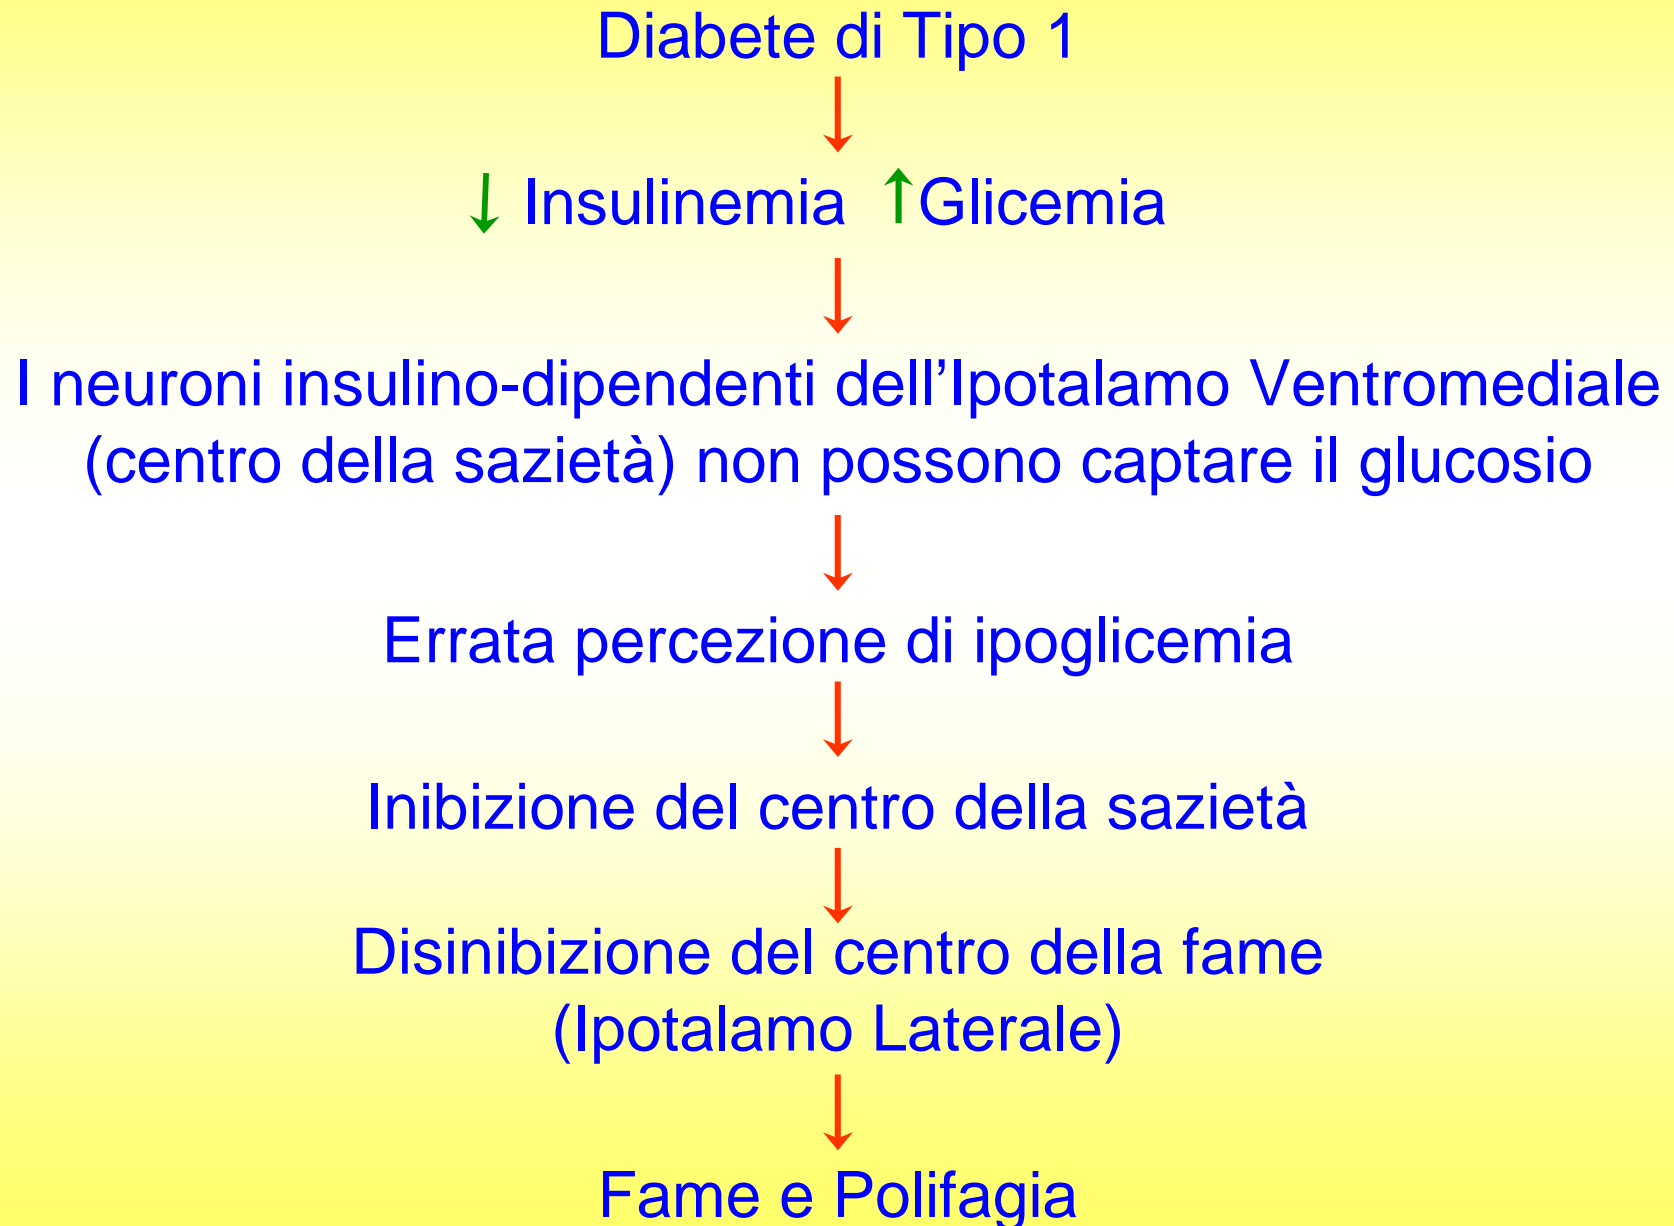 Diabete di Tipo 1
↓ Insulinemia ↑Glicemia
I neuroni insulino-dipendenti dell’Ipotalamo Ventromediale
(centro della sazietà) non possono captare il glucosio
Errata percezione di ipoglicemia
Inibizione del centro della sazietà
Disinibizione del centro della fame
(Ipotalamo Laterale)
Fame e Polifagia